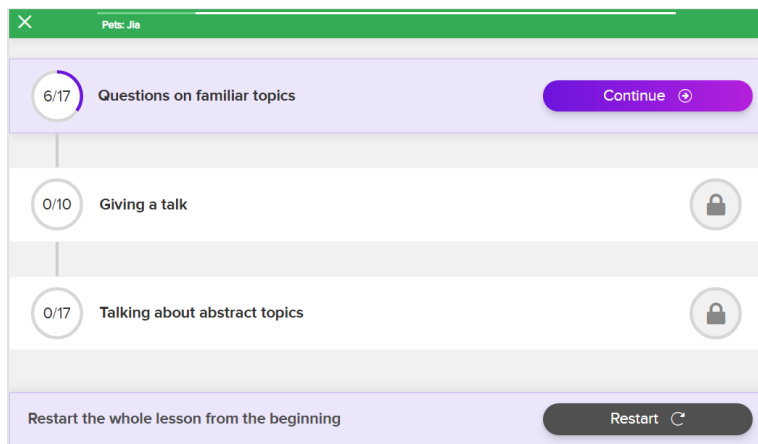 Pets: Jia
6/17 Questions on familiar topics Continue
0/10 Giving a talk
0/17 Talking about abstract topics
Restart the whole lesson from the beginning Restart